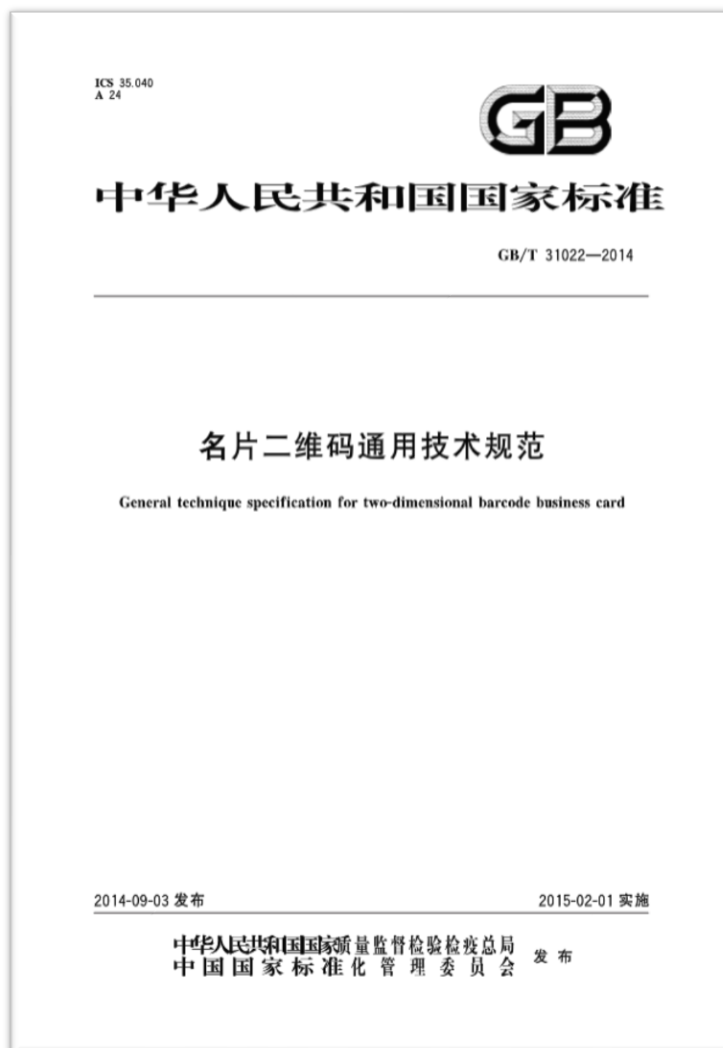 ICS 35.040
A 24
GB
中华人民共和国国家标准
GB/T 31022—2014
名片二维码通用技术规范
General technique specification for two-dimensional barcode business card
2014-09-03 发布
2015-02-01 实施
中华人民共和国国家质量监督检验检疫总局
中国国家标准化管理委员会
发布